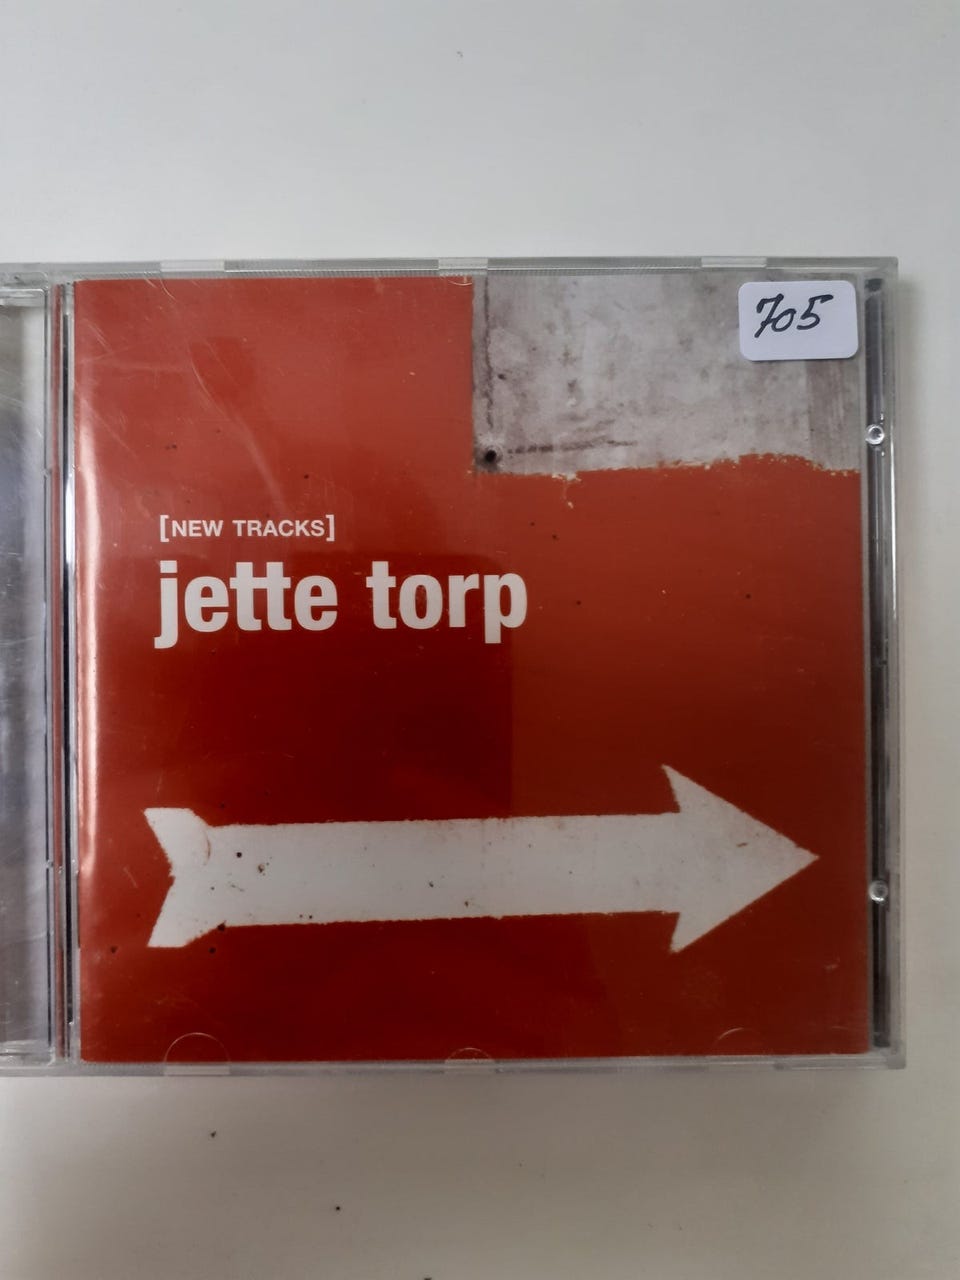 705
[NEW TRACKS]
jette torp